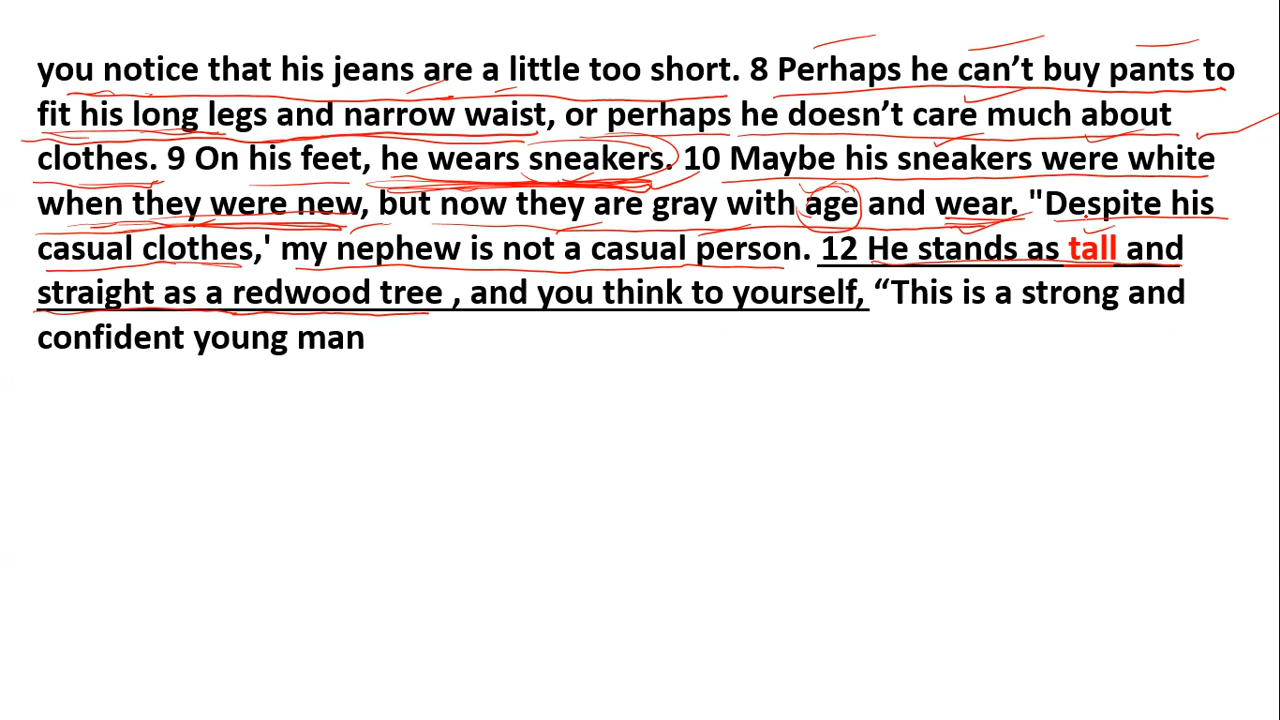 you notice that his jeans are a little too short. 8 Perhaps he can’t buy pants to
fit his long legs and narrow waist, or perhaps he doesn’t care much about
clothes. 9 On his feet, he wears sneakers. 10 Maybe his sneakers were white
when they were new, but now they are gray with age and wear. "Despite his
casual clothes,' my nephew is not a casual person. 12 He stands as tall and
straight as a redwood tree , and you think to yourself, “This is a strong and
confident young man